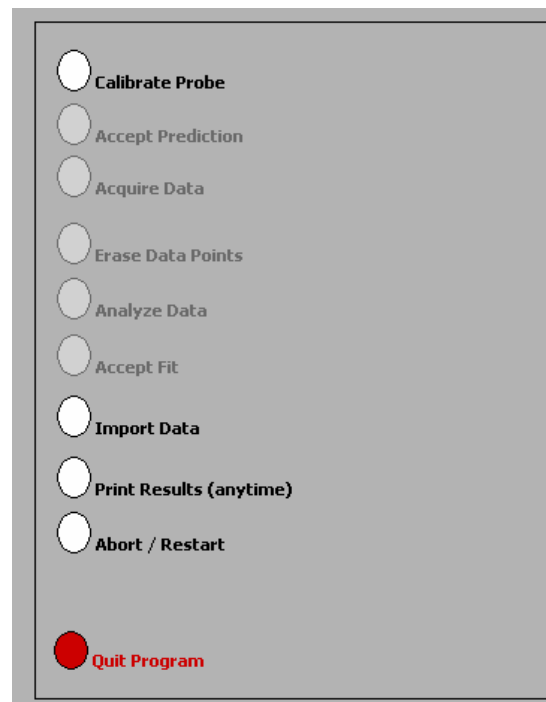 Calibrate Probe
Accept Prediction
Acquire Data
Erase Data Points
Analyze Data
Accept Fit
Import Data
Print Results (anytime)
Abort / Restart
Quit Program